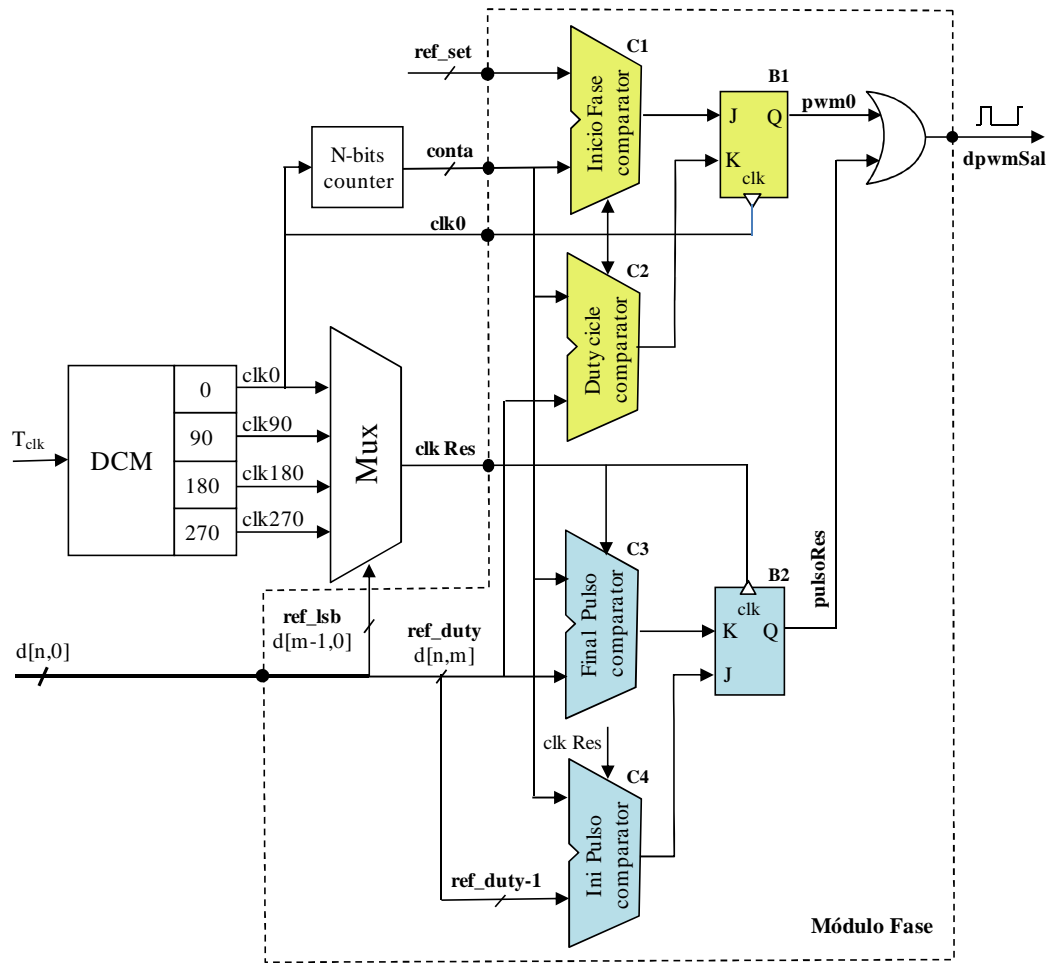 ref_set
C1
Inicio Fase
comparator
B1
J
Q
K
clk
pwm0
dpwmSal
N-bits
counter
conta
clk0
C2
Duty cicle
comparator
T_clk
DCM
0
90
180
270
clk0
clk90
clk180
clk270
Mux
clk Res
C3
Final Pulso
comparator
B2
clk
K
Q
J
pulsoRes
ref_lsb
d[m-1,0]
ref_duty
d[n,m]
d[n,0]
clk Res
C4
Ini Pulso
comparator
ref_duty-1
Módulo Fase